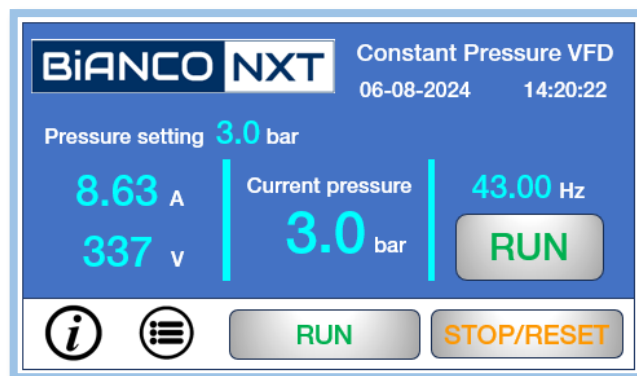 BiANCO NXT
Constant Pressure VFD
06-08-2024 14:20:22
Pressure setting 3.0 bar
8.63 A
337 V
Current pressure
3.0 bar
43.00 Hz
RUN
i
RUN
STOP/RESET